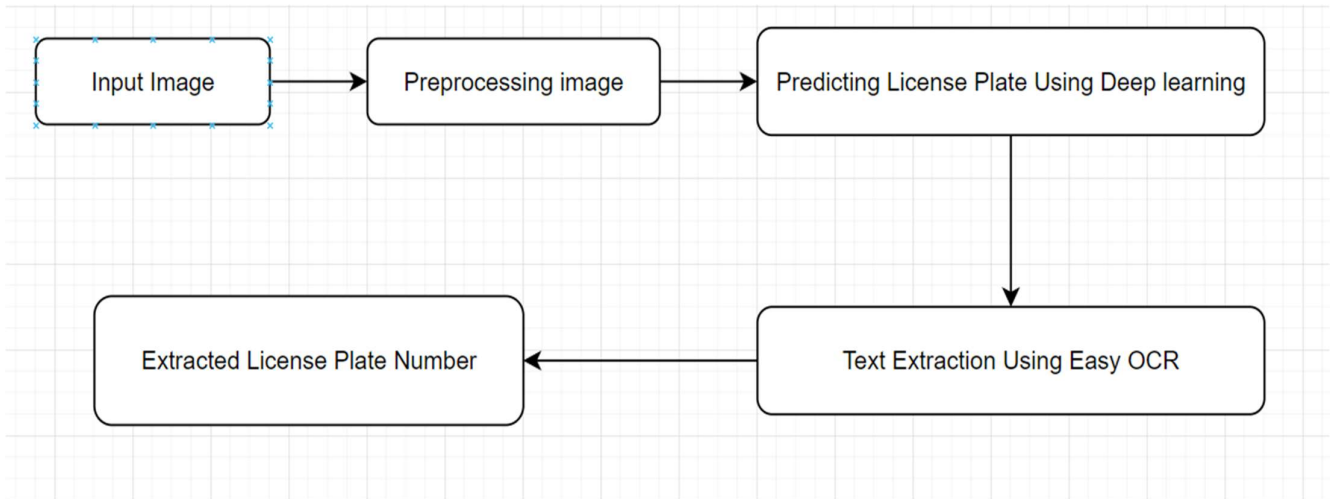 Input Image
Preprocessing image
Predicting License Plate Using Deep learning
Text Extraction Using Easy OCR
Extracted License Plate Number